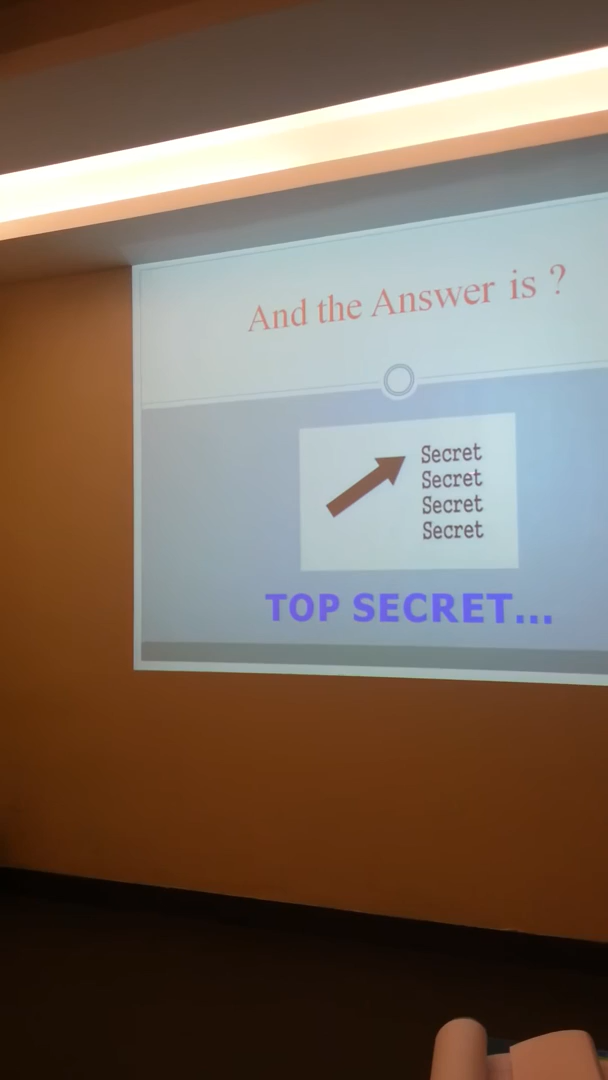 And the Answer is ?
Secret
Secret
Secret
Secret
TOP SECRET...